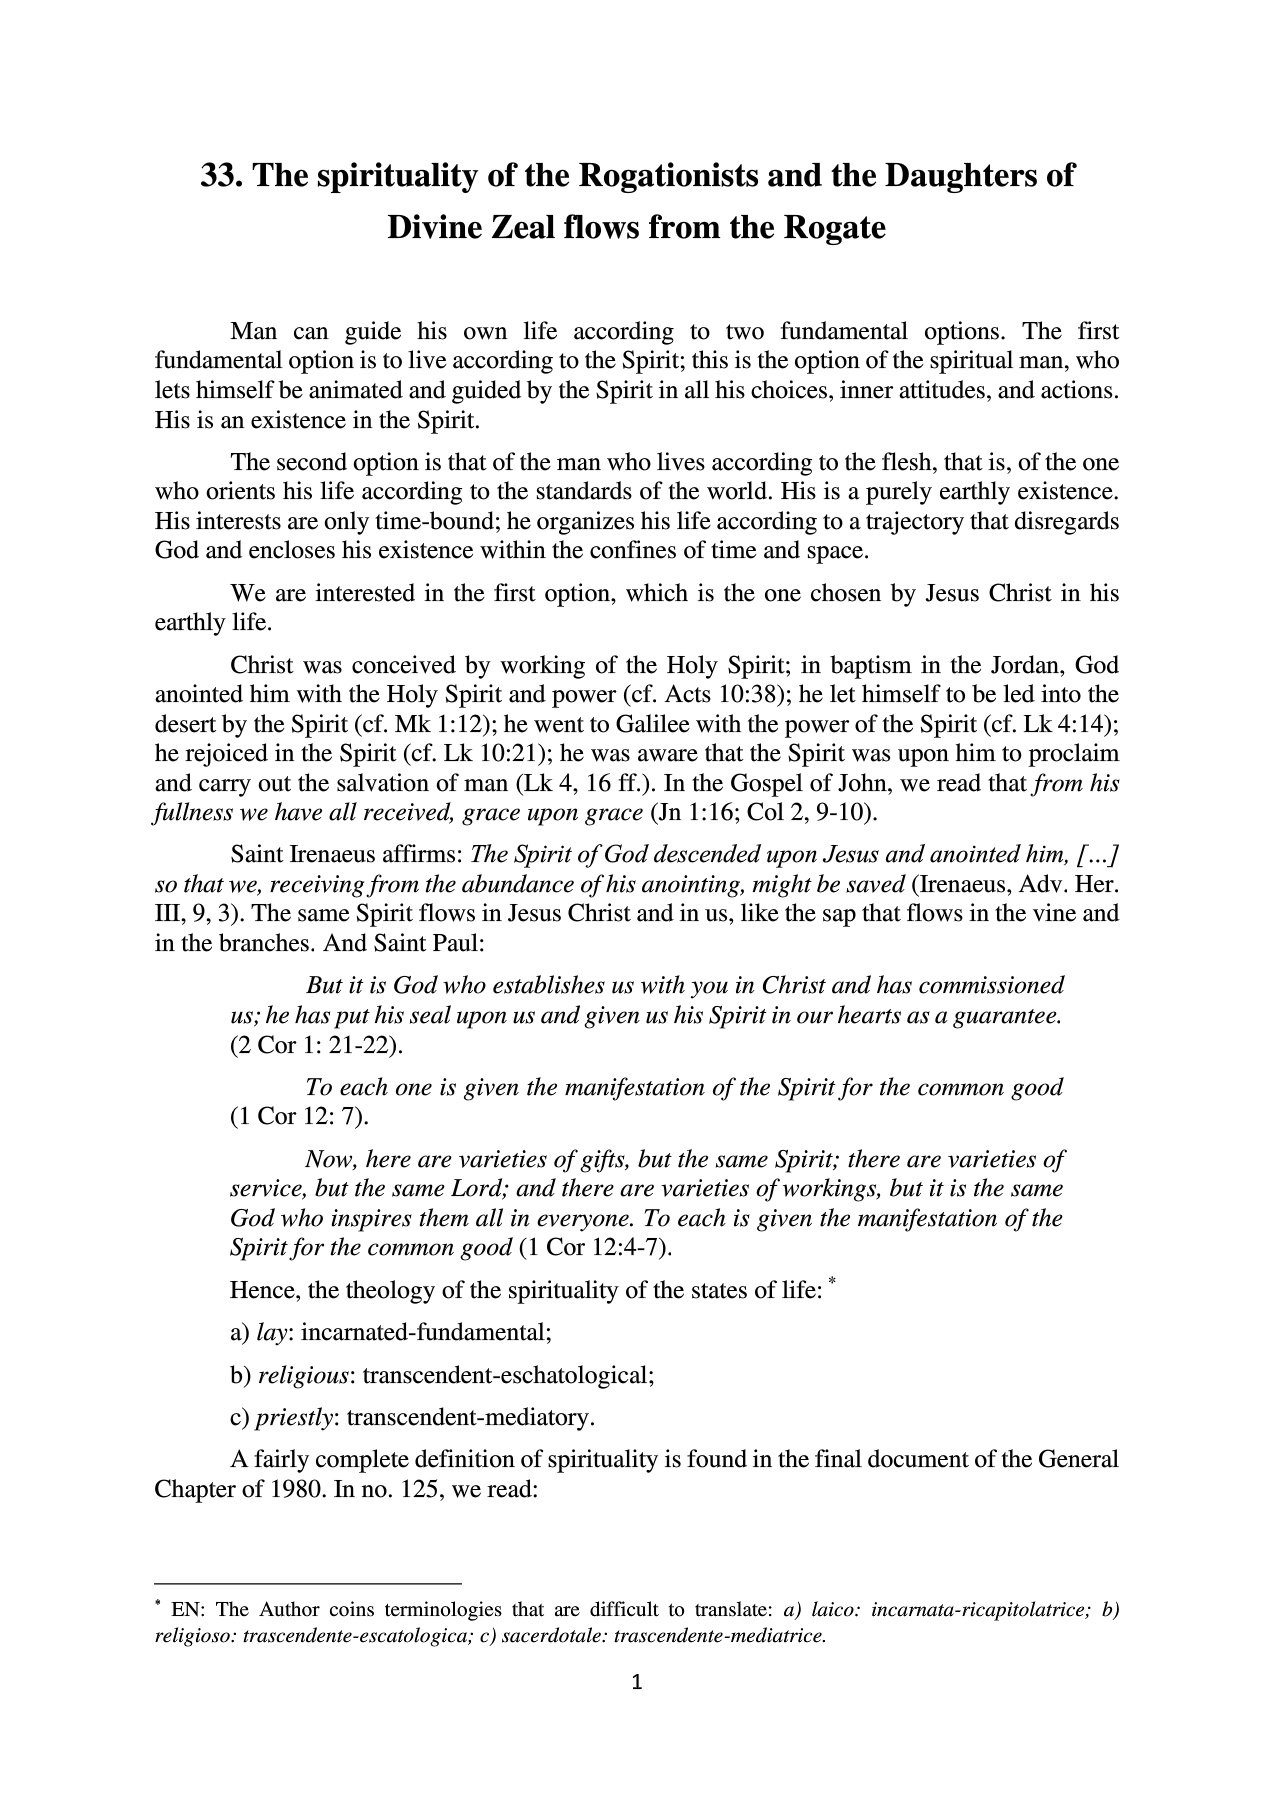 33. The spirituality of the Rogationists and the Daughters of
Divine Zeal flows from the Rogate
Man can guide his own life according to two fundamental options. The first
fundamental option is to live according to the Spirit; this is the option of the spiritual man, who
lets himself be animated and guided by the Spirit in all his choices, inner attitudes, and actions.
His is an existence in the Spirit.
The second option is that of the man who lives according to the flesh, that is, of the one
who orients his life according to the standards of the world. His is a purely earthly existence.
His interests are only time-bound; he organizes his life according to a trajectory that disregards
God and encloses his existence within the confines of time and space.
We are interested in the first option, which is the one chosen by Jesus Christ in his
earthly life.
Christ was conceived by working of the Holy Spirit; in baptism in the Jordan, God
anointed him with the Holy Spirit and power (cf. Acts 10:38); he let himself to be led into the
desert by the Spirit (cf. Mk 1:12); he went to Galilee with the power of the Spirit (cf. Lk 4:14);
he rejoiced in the Spirit (cf. Lk 10:21); he was aware that the Spirit was upon him to proclaim
and carry out the salvation of man (Lk 4, 16 ff.). In the Gospel of John, we read that from his
fullness we have all received, grace upon grace (Jn 1:16; Col 2, 9-10).
Saint Irenaeus affirms: The Spirit of God descended upon Jesus and anointed him, [...]
so that we, receiving from the abundance of his anointing, might be saved (Irenaeus, Adv. Her.
III, 9, 3). The same Spirit flows in Jesus Christ and in us, like the sap that flows in the vine and
in the branches. And Saint Paul:
But it is God who establishes us with you in Christ and has commissioned
us; he has put his seal upon us and given us his Spirit in our hearts as a guarantee.
(2 Cor 1: 21-22).
To each one is given the manifestation of the Spirit for the common good
(1 Cor 12: 7).
Now, here are varieties of gifts, but the same Spirit; there are varieties of
service, but the same Lord; and there are varieties of workings, but it is the same
God who inspires them all in everyone. To each is given the manifestation of the
Spirit for the common good (1 Cor 12:4-7).
Hence, the theology of the spirituality of the states of life: *
a) lay: incarnated-fundamental;
b) religious: transcendent-eschatological;
c) priestly: transcendent-mediatory.
A fairly complete definition of spirituality is found in the final document of the General
Chapter of 1980. In no. 125, we read:
* EN: The Author coins terminologies that are difficult to translate: a) laico: incarnata-ricapitolatrice; b)
religioso: trascendente-escatologica; c) sacerdotale: trascendente-mediatrice.
1